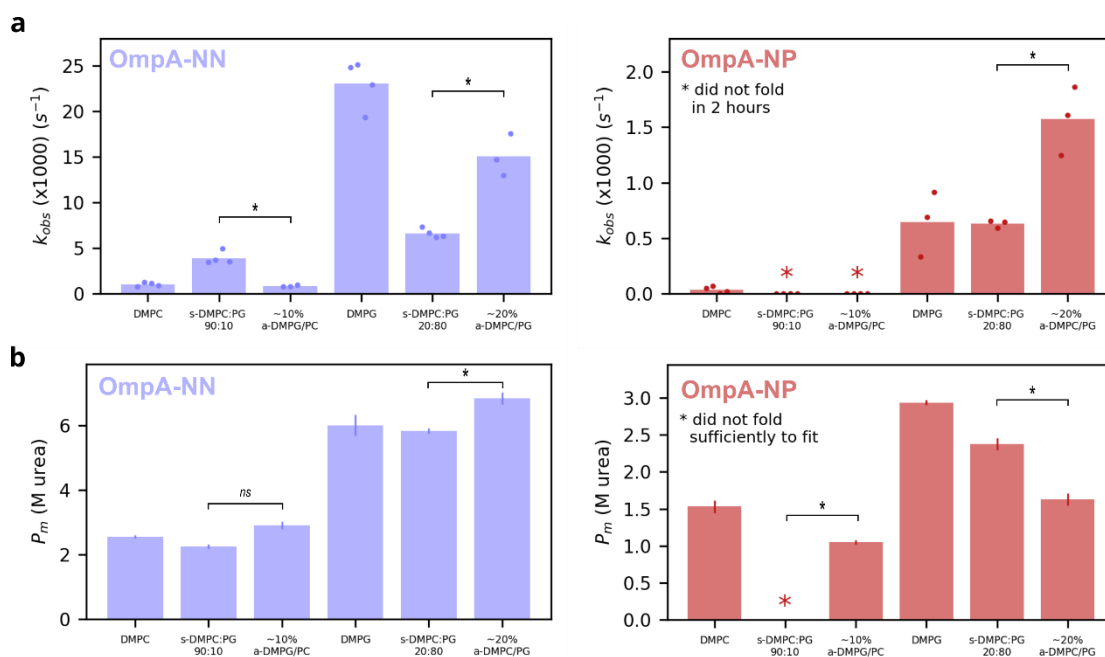 a
OmpA-NN
k_obs (x1000) (s⁻¹)
25
20
15
10
5
0
*
*
DMPC
s-DMPC:PG
90:10
~10%
a-DMPG/PC
DMPG
s-DMPC:PG
20:80
~20%
a-DMPC/PG
OmpA-NP
* did not fold
in 2 hours
k_obs (x1000) (s⁻¹)
2.0
1.5
1.0
0.5
0.0
*
*
*
DMPC
s-DMPC:PG
90:10
~10%
a-DMPG/PC
DMPG
s-DMPC:PG
20:80
~20%
a-DMPC/PG
b
OmpA-NN
P_m (M urea)
6
4
2
0
ns
*
DMPC
s-DMPC:PG
90:10
~10%
a-DMPG/PC
DMPG
s-DMPC:PG
20:80
~20%
a-DMPC/PG
OmpA-NP
* did not fold
sufficiently to fit
P_m (M urea)
3.0
2.5
2.0
1.5
1.0
0.5
0.0
*
*
*
DMPC
s-DMPC:PG
90:10
~10%
a-DMPG/PC
DMPG
s-DMPC:PG
20:80
~20%
a-DMPC/PG